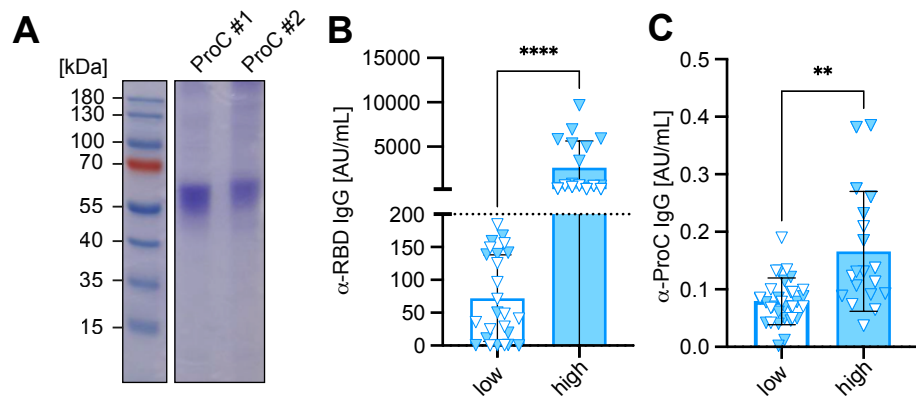 A
[kDa]
ProC #1
ProC #2
180
130
100
70
55
40
35
15
B
α-RBD IgG [AU/mL]
15000
10000
5000
200
150
100
50
0
****
low
high
C
α-ProC IgG [AU/mL]
0.5
0.4
0.3
0.2
0.1
0.0
**
low
high